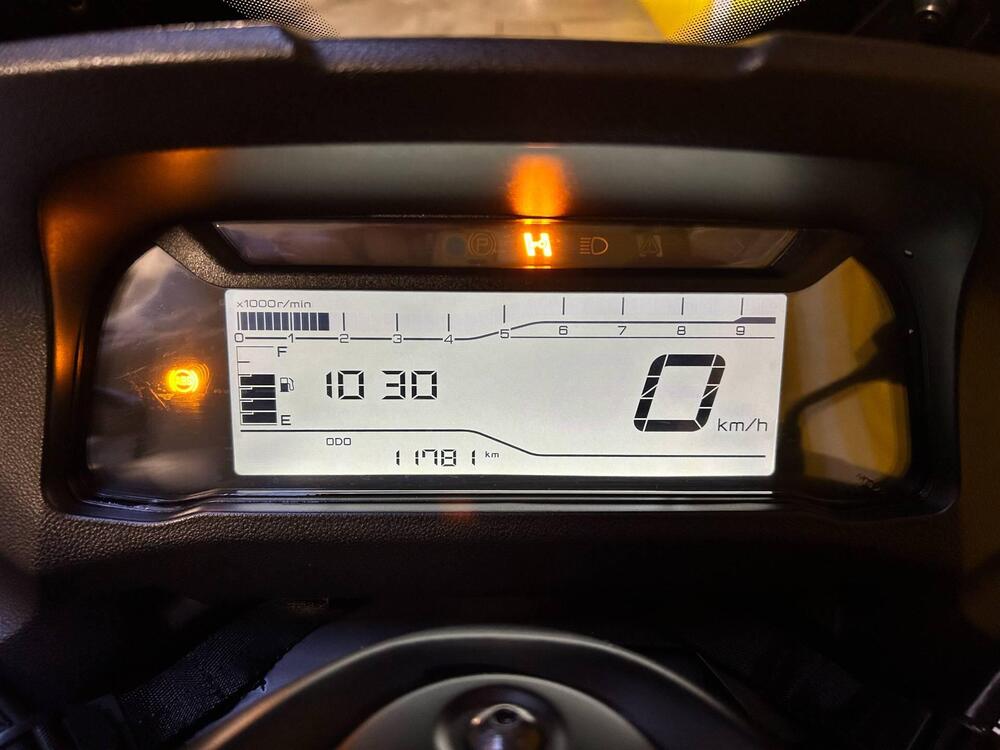 P
H
x1000r/min
0 1 2 3 4 5 6 7 8 9
F
10 30
0
E
km/h
ODO
11781 km